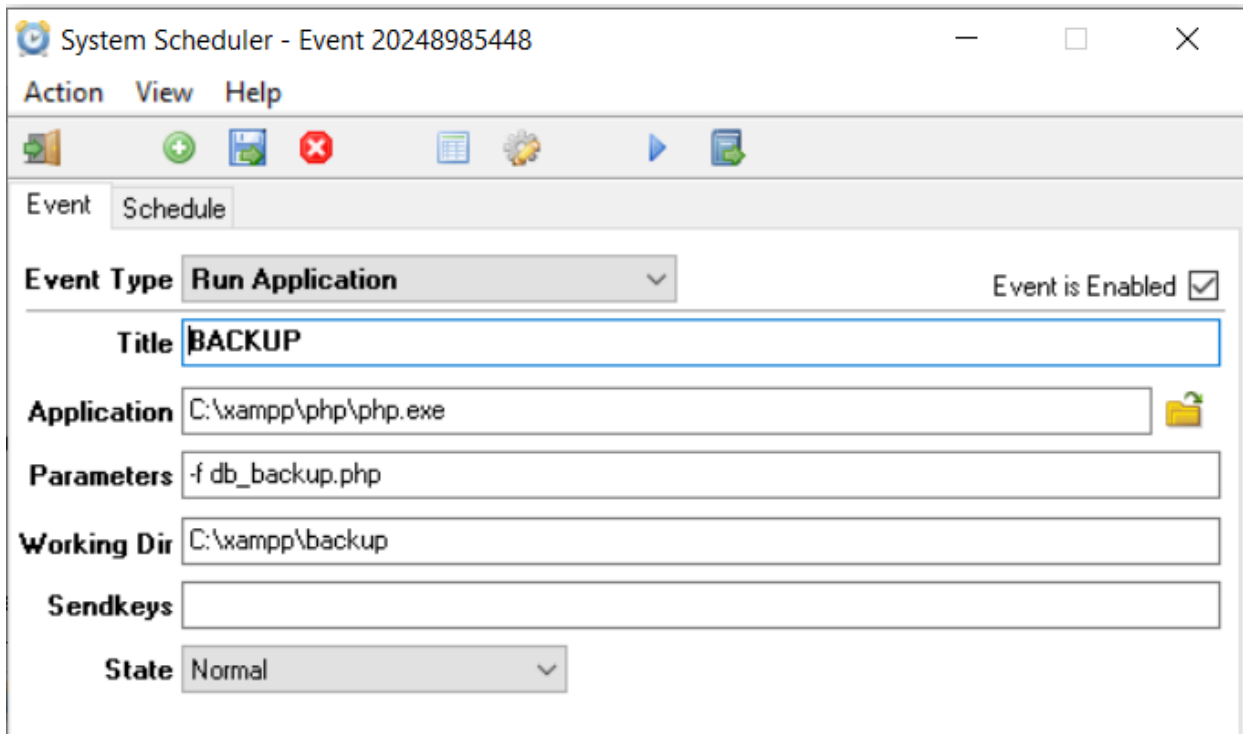 System Scheduler - Event 20248985448
Action View Help
Event Schedule
Event Type Run Application Event is Enabled
Title BACKUP
Application C:\xampp\php\php.exe
Parameters -f db_backup.php
Working Dir C:\xampp\backup
Sendkeys
State Normal